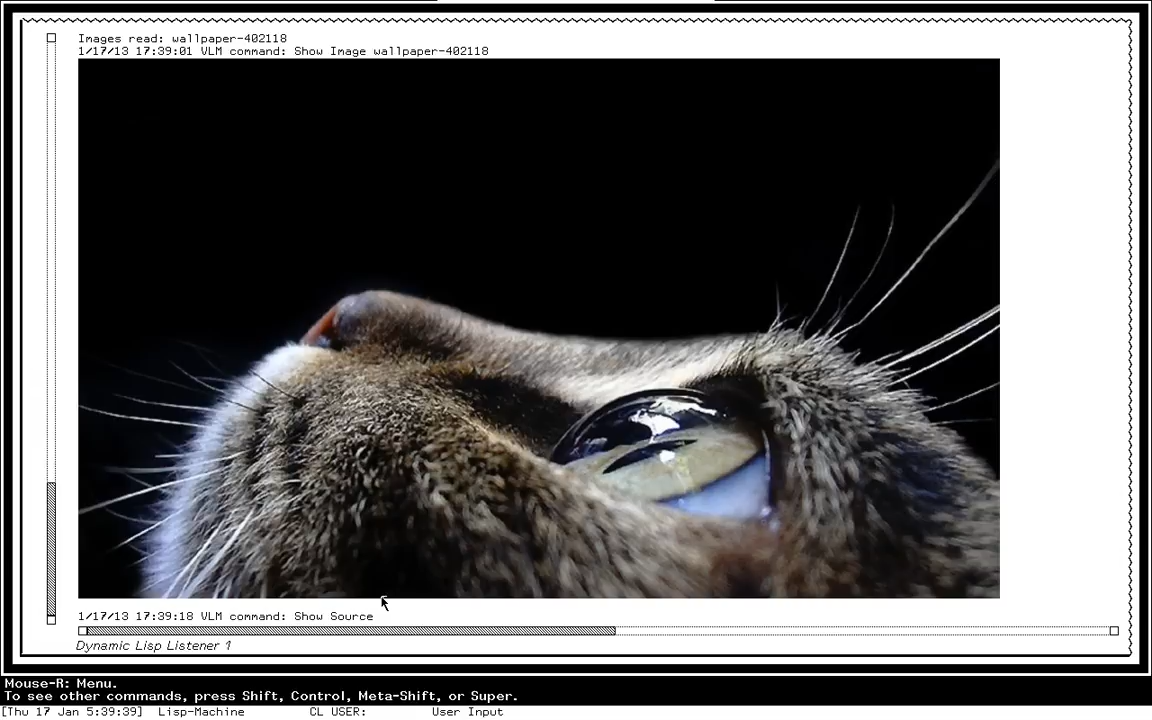 Images read: wallpaper-402118
1/17/13 17:39:01 VLM command: Show Image wallpaper-402118
1/17/13 17:39:18 VLM command: Show Source
Dynamic Lisp Listener 1
Mouse-R: Menu.
To see other commands, press Shift, Control, Meta-Shift, or Super.
[Thu 17 Jan 5:39:39] Lisp-Machine CL USER: User Input